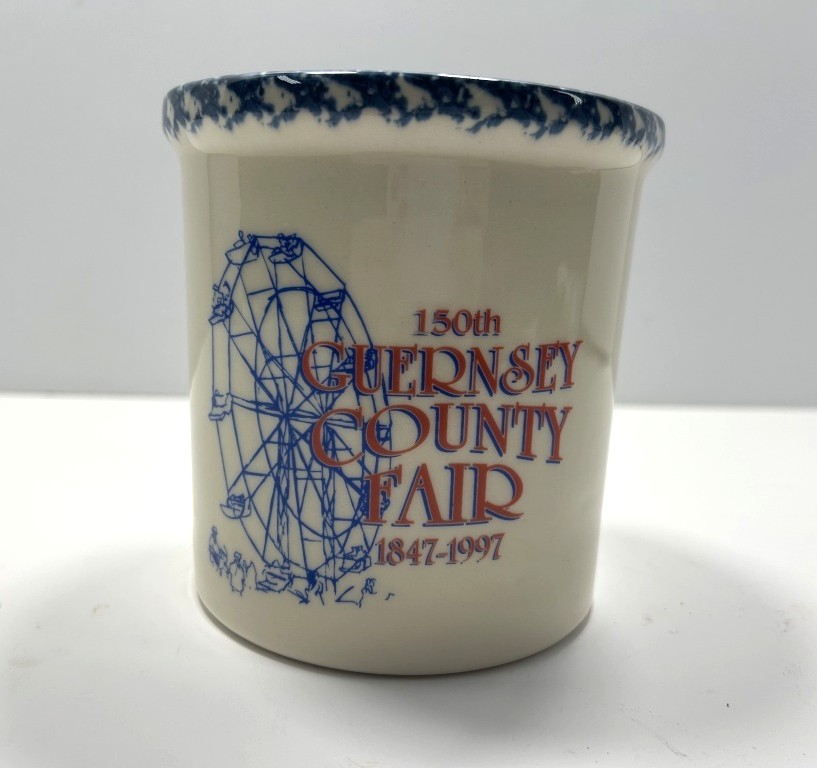 150th
GUERNSEY
COUNTY
FAIR
1847-1997